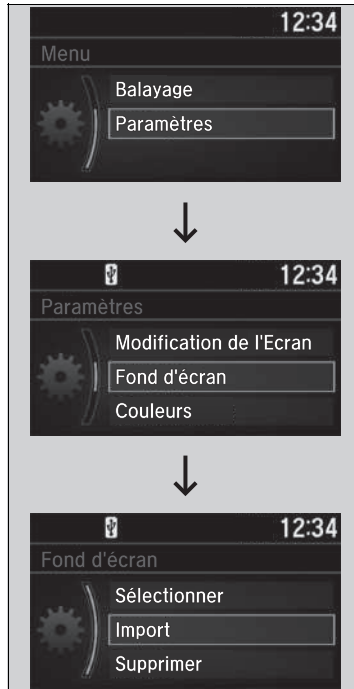 12:34
Menu
Balayage
Paramètres
12:34
Paramètres
Modification de l'Ecran
Fond d'écran
Couleurs
12:34
Fond d'écran
Sélectionner
Import
Supprimer